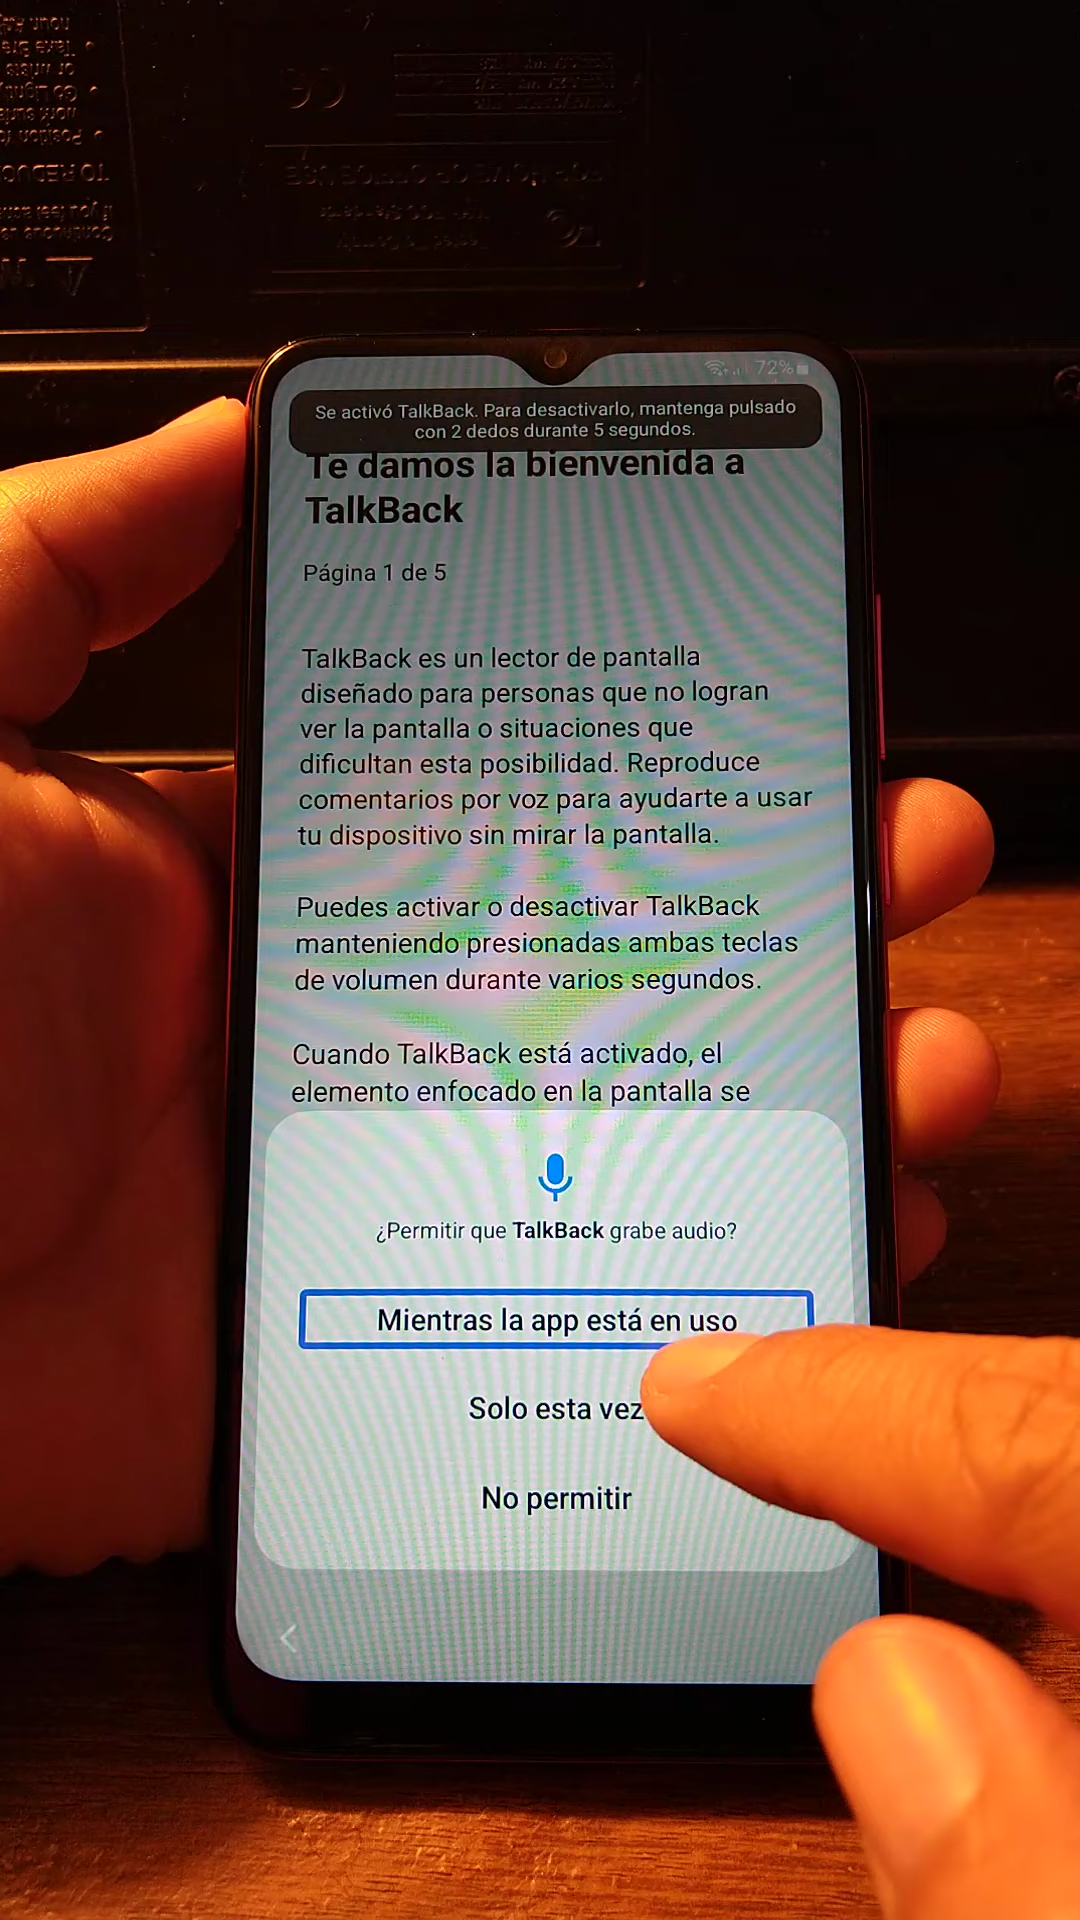 72%
Se activó TalkBack. Para desactivarlo, mantenga pulsado
con 2 dedos durante 5 segundos.
Te damos la bienvenida a
TalkBack
Página 1 de 5
TalkBack es un lector de pantalla
diseñado para personas que no logran
ver la pantalla o situaciones que
dificultan esta posibilidad. Reproduce
comentarios por voz para ayudarte a usar
tu dispositivo sin mirar la pantalla.
Puedes activar o desactivar TalkBack
manteniendo presionadas ambas teclas
de volumen durante varios segundos.
Cuando TalkBack está activado, el
elemento enfocado en la pantalla se
¿Permitir que TalkBack grabe audio?
Mientras la app está en uso
Solo esta vez
No permitir